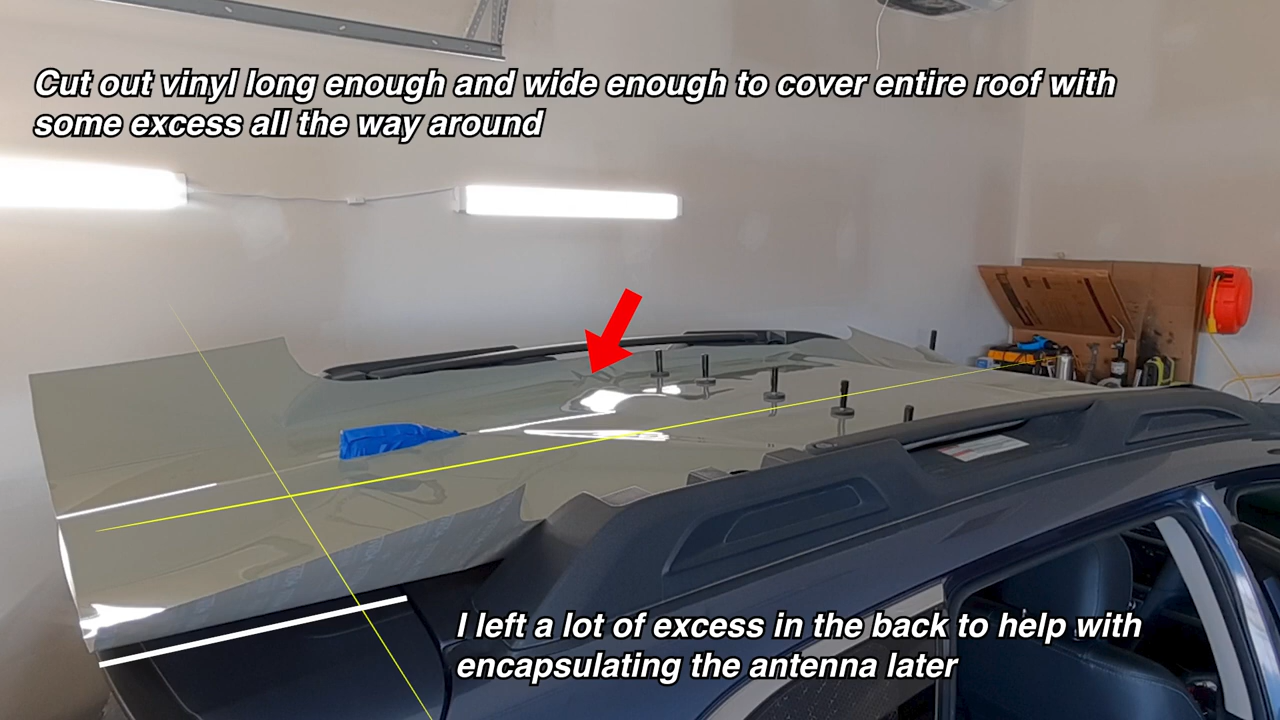 Cut out vinyl long enough and wide enough to cover entire roof with
some excess all the way around
I left a lot of excess in the back to help with
encapsulating the antenna later